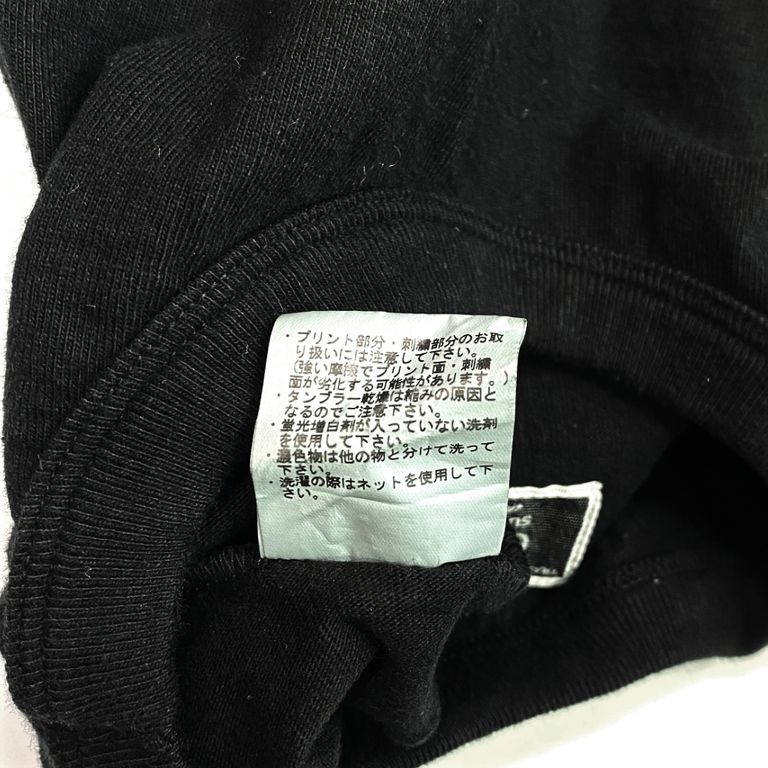 ・プリント部分・刺繍部分のお取
り扱いには注意して下さい。
(強い摩擦でプリント面・刺繍
面が劣化する可能性があります。)
・タンブラー乾燥は縮みの原因と
なるのでご注意下さい。
・蛍光増白剤が入っていない洗剤
を使用して下さい。
・濃色物は他の物と分けて洗って
下さい。
・洗濯の際はネットを使用して下
さい。